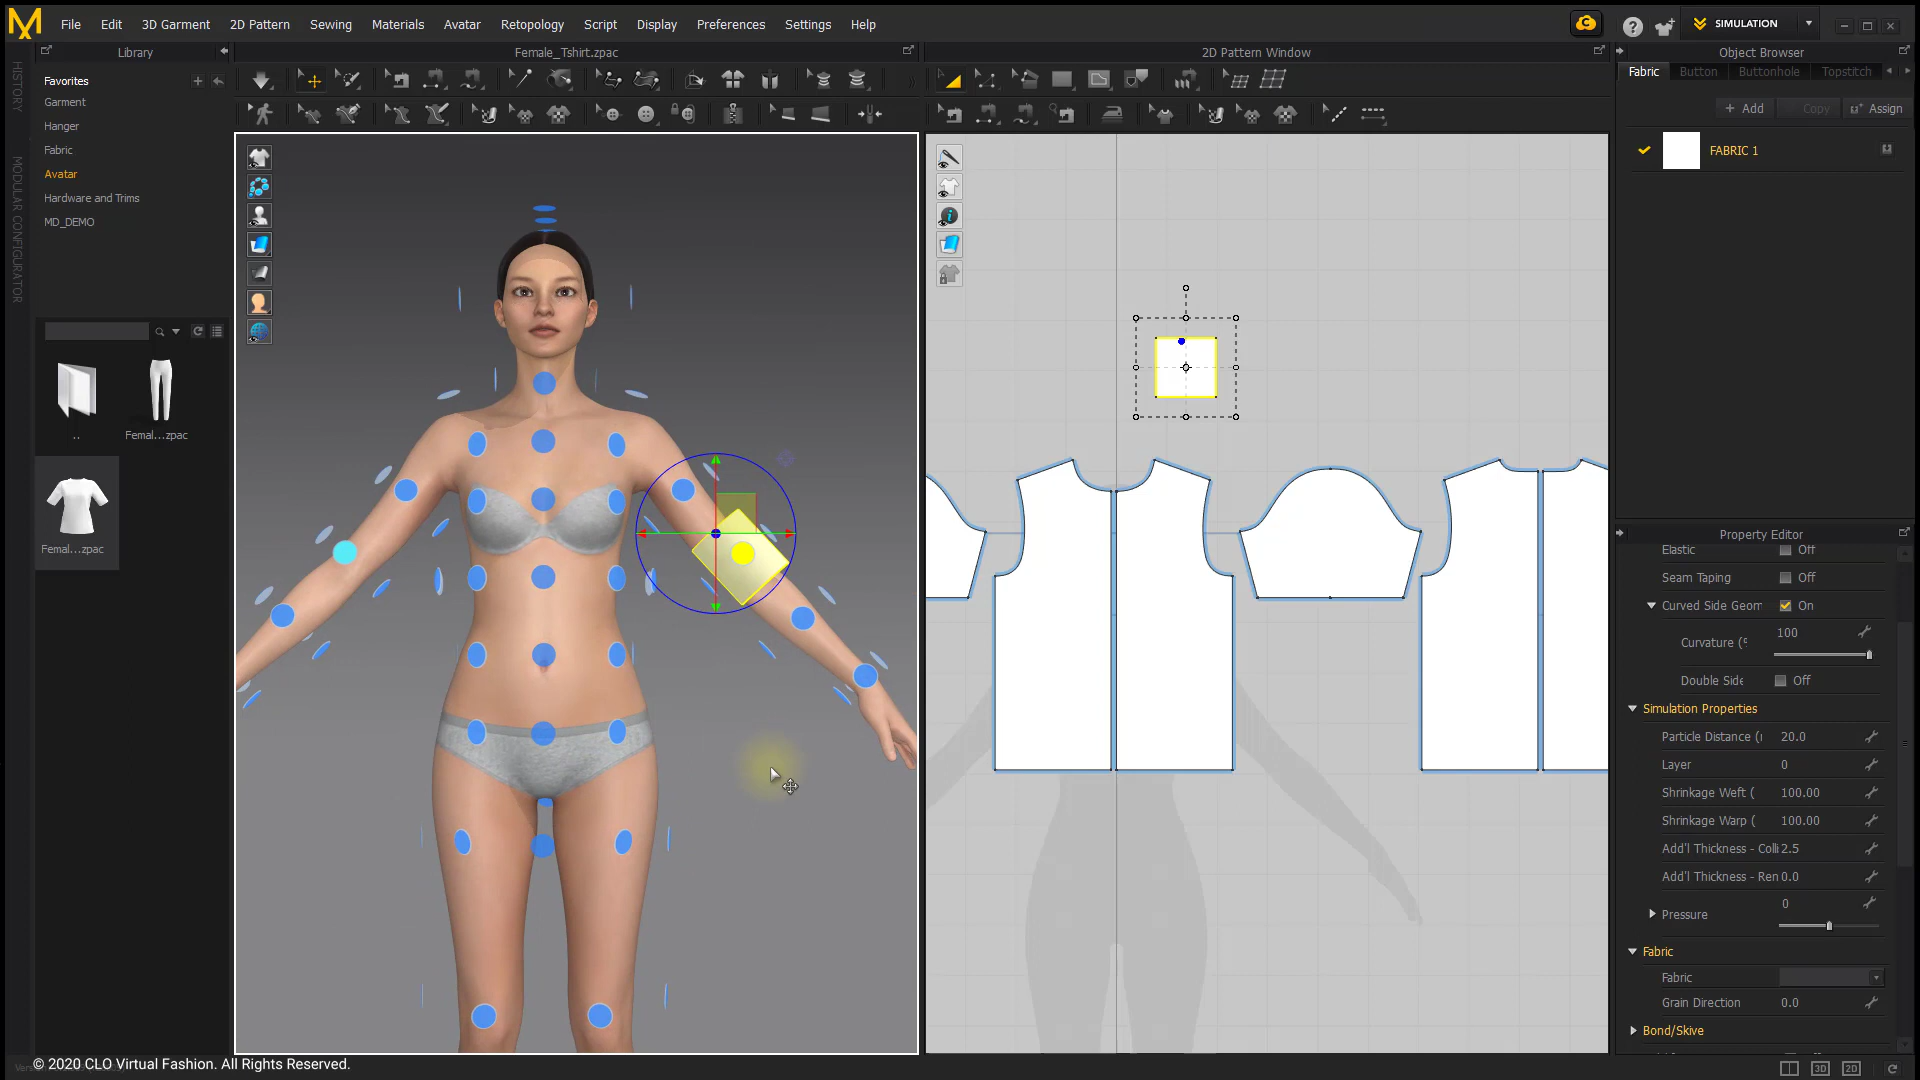 File Edit 3D Garment 2D Pattern Sewing Materials Avatar Retopology Script Display Preferences Settings Help
SIMULATION
HISTORY
MODULAR CONFIGURATOR
Library
Favorites
Garment
Hanger
Fabric
Avatar
Hardware and Trims
MD_DEMO
..
Femal...zpac
Femal...zpac
Female_Tshirt.zpac
2D Pattern Window
Object Browser
Fabric Button Buttonhole Topstitch
+ Add Copy Assign
FABRIC 1
Property Editor
Elastic Off
Seam Taping Off
Curved Side Geom On
Curvature (° 100
Double Side Off
Simulation Properties
Particle Distance (r 20.0
Layer 0
Shrinkage Weft ( 100.00
Shrinkage Warp ( 100.00
Add'l Thickness - Colli 2.5
Add'l Thickness - Ren 0.0
Pressure 0
Fabric
Fabric
Grain Direction 0.0
Bond/Skive
© 2020 CLO Virtual Fashion. All Rights Reserved.
3D 2D